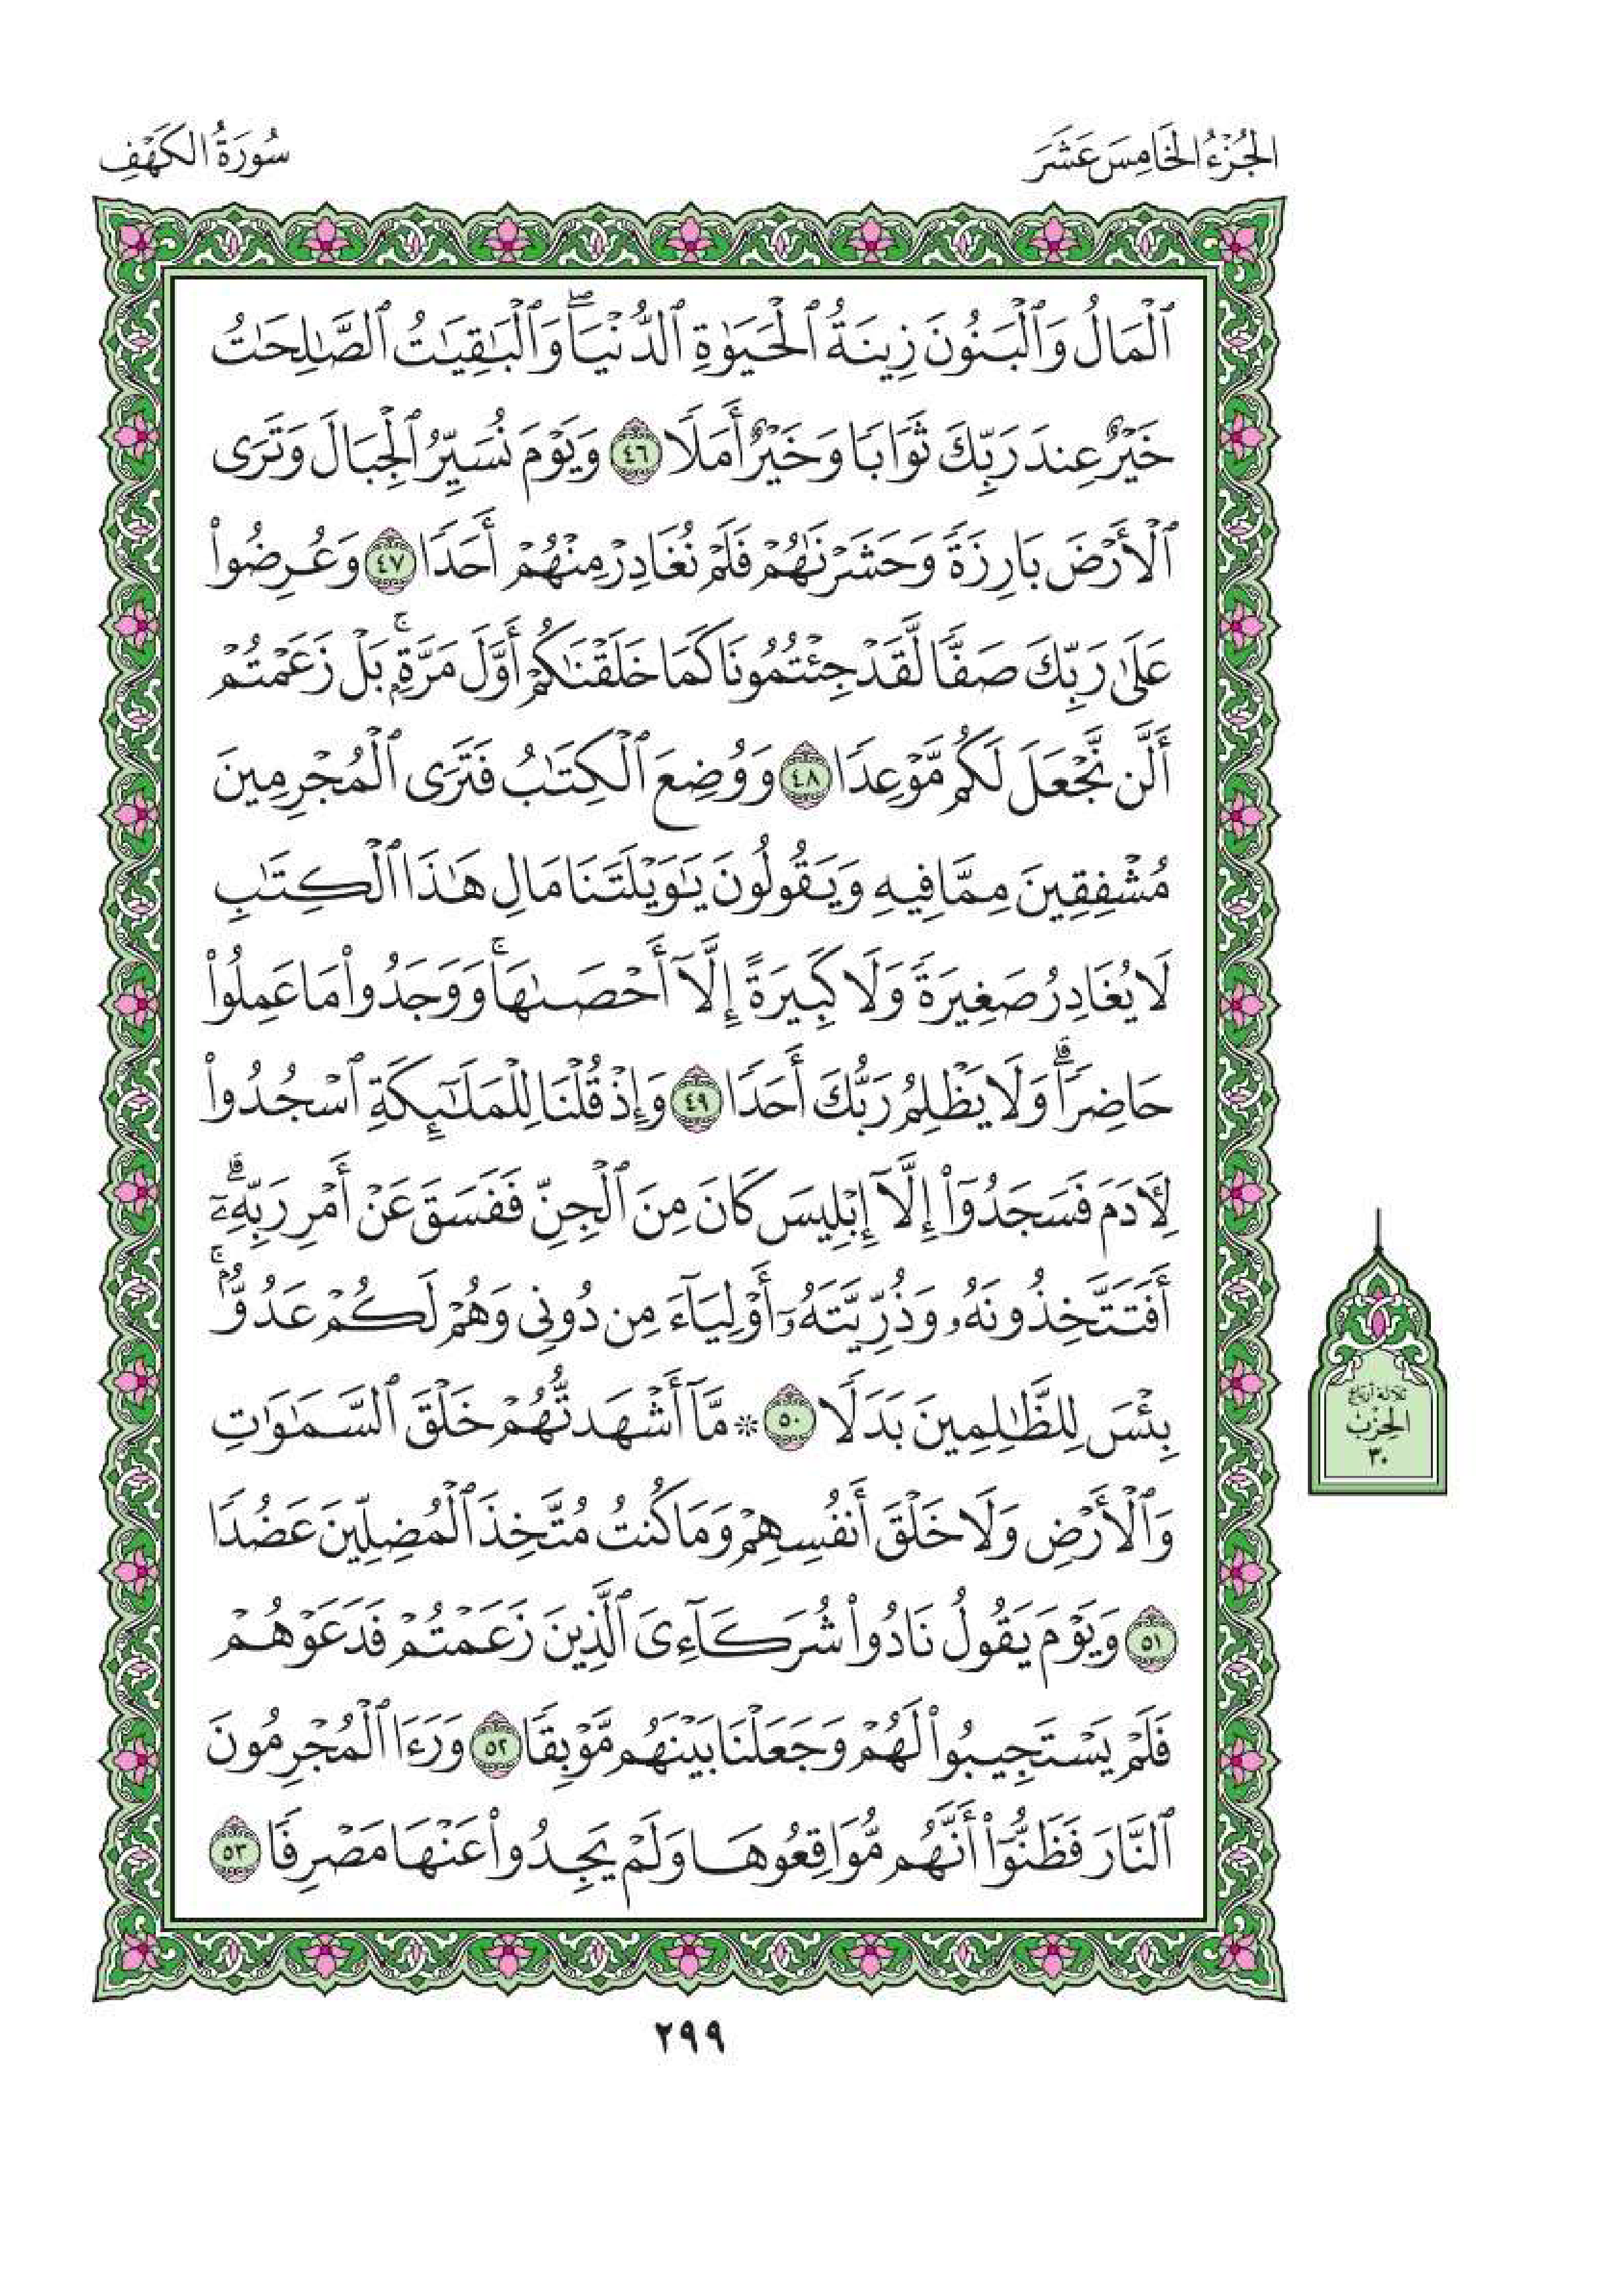 الجُزْءُ الخَامِسَ عَشَرَ
سُورَةُ الكَهْفِ
ٱلْمَالُ وَٱلْبَنُونَ زِينَةُ ٱلْحَيَوٰةِ ٱلدُّنْيَاۖ وَٱلْبَٰقِيَٰتُ ٱلصَّٰلِحَٰتُ
خَيْرٌ عِندَ رَبِّكَ ثَوَابًا وَخَيْرٌ أَمَلًا ٤٦ وَيَوْمَ نُسَيِّرُ ٱلْجِبَالَ وَتَرَى
ٱلْأَرْضَ بَارِزَةً وَحَشَرْنَٰهُمْ فَلَمْ نُغَادِرْ مِنْهُمْ أَحَدًا ٤٧ وَعُرِضُوا۟
عَلَىٰ رَبِّكَ صَفًّا لَّقَدْ جِئْتُمُونَا كَمَا خَلَقْنَٰكُمْ أَوَّلَ مَرَّةٍۭۚ بَلْ زَعَمْتُمْ
أَلَّن نَّجْعَلَ لَكُم مَّوْعِدًا ٤٨ وَوُضِعَ ٱلْكِتَٰبُ فَتَرَى ٱلْمُجْرِمِينَ
مُشْفِقِينَ مِمَّا فِيهِ وَيَقُولُونَ يَٰوَيْلَتَنَا مَالِ هَٰذَا ٱلْكِتَٰبِ
لَا يُغَادِرُ صَغِيرَةً وَلَا كَبِيرَةً إِلَّآ أَحْصَىٰهَاۚ وَوَجَدُوا۟ مَا عَمِلُوا۟
حَاضِرًاۗ وَلَا يَظْلِمُ رَبُّكَ أَحَدًا ٤٩ وَإِذْ قُلْنَا لِلْمَلَٰٓئِكَةِ ٱسْجُدُوا۟
لِءَادَمَ فَسَجَدُوٓا۟ إِلَّآ إِبْلِيسَ كَانَ مِنَ ٱلْجِنِّ فَفَسَقَ عَنْ أَمْرِ رَبِّهِۦٓۗ
أَفَتَتَّخِذُونَهُۥ وَذُرِّيَّتَهُۥٓ أَوْلِيَآءَ مِن دُونِى وَهُمْ لَكُمْ عَدُوٌّۢۚ
بِئْسَ لِلظَّٰلِمِينَ بَدَلًا ٥٠ ۞ مَّآ أَشْهَدتُّهُمْ خَلْقَ ٱلسَّمَٰوَٰتِ
وَٱلْأَرْضِ وَلَا خَلْقَ أَنفُسِهِمْ وَمَا كُنتُ مُتَّخِذَ ٱلْمُضِلِّينَ عَضُدًا
٥١ وَيَوْمَ يَقُولُ نَادُوا۟ شُرَكَآءِىَ ٱلَّذِينَ زَعَمْتُمْ فَدَعَوْهُمْ
فَلَمْ يَسْتَجِيبُوا۟ لَهُمْ وَجَعَلْنَا بَيْنَهُم مَّوْبِقًا ٥٢ وَرَءَا ٱلْمُجْرِمُونَ
ٱلنَّارَ فَظَنُّوٓا۟ أَنَّهُم مُّوَاقِعُوهَا وَلَمْ يَجِدُوا۟ عَنْهَا مَصْرِفًا ٥٣
ثلاثة أرباع
الحِزْبُ
٣٠
٢٩٩